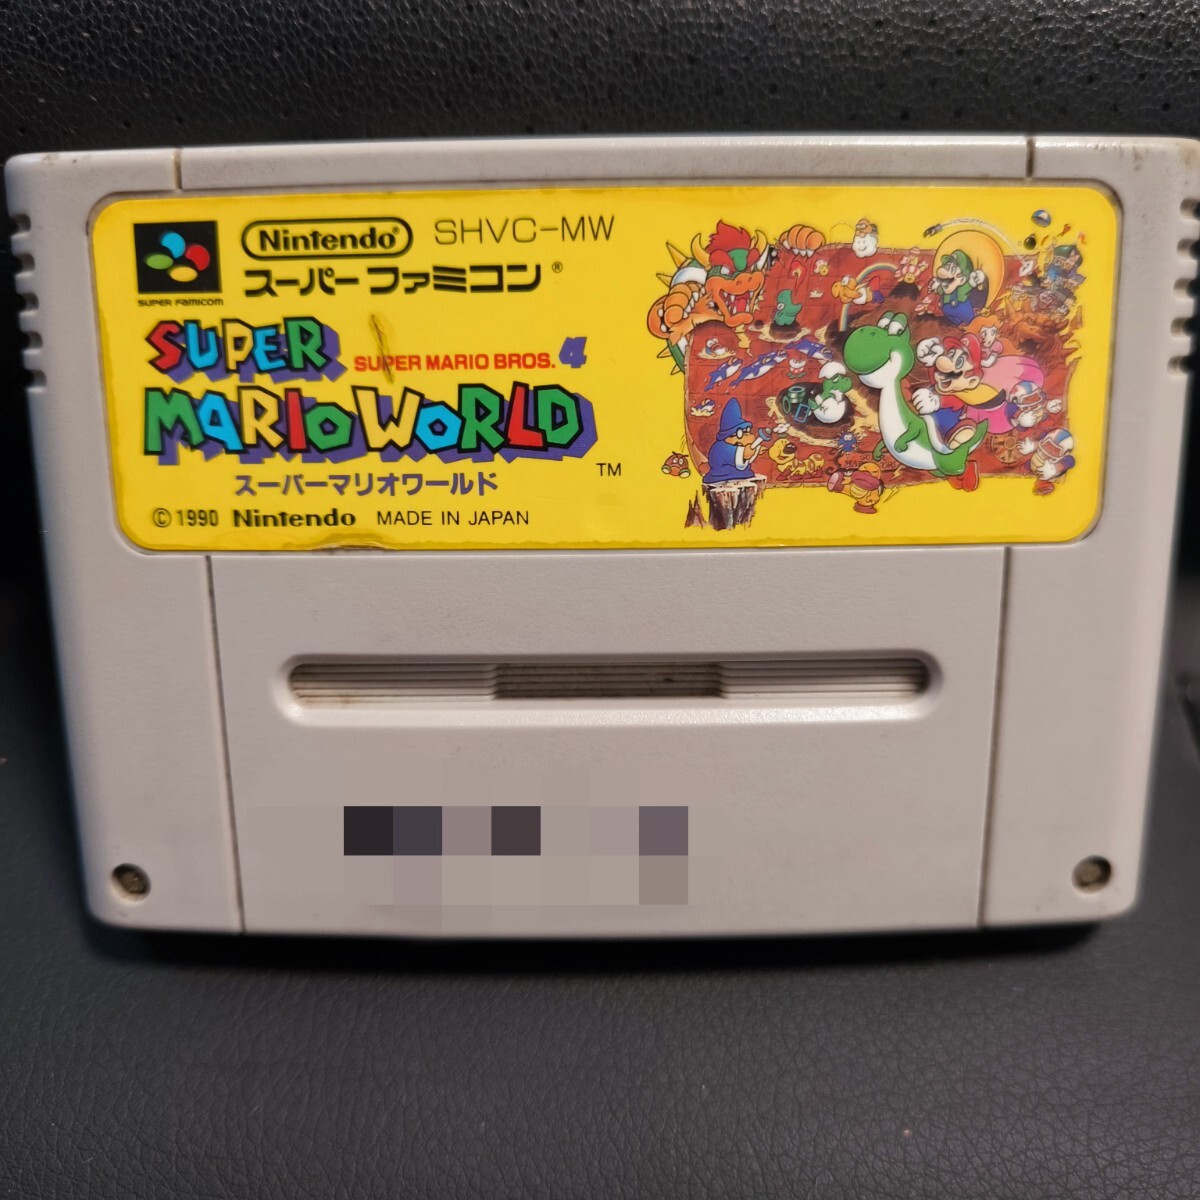 SUPER FAMICOM
Nintendo® SHVC-MW
スーパーファミコン®
SUPER
SUPER MARIO BROS. 4
MARIO WORLD
TM
スーパーマリオワールド
© 1990 Nintendo MADE IN JAPAN